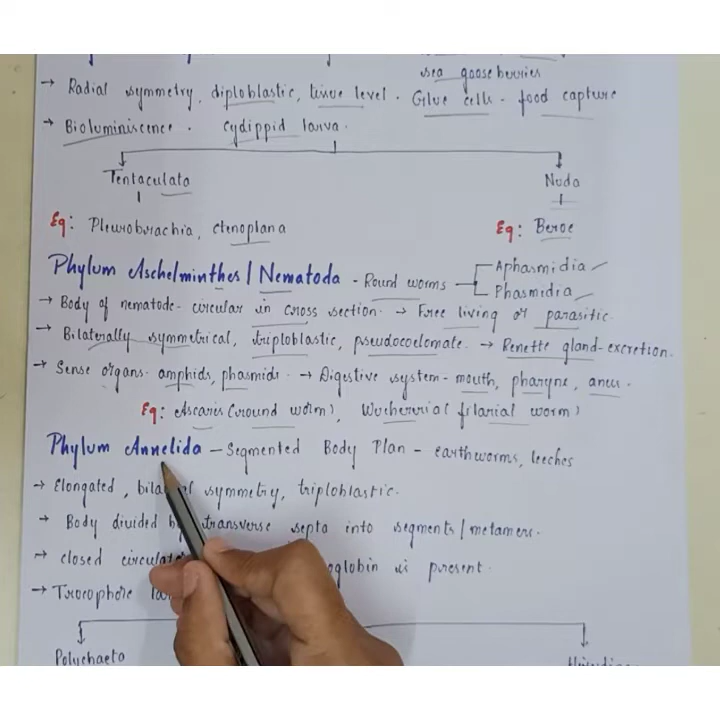 sea gooseberries
→ Radial symmetry, diploblastic, tissue level. Glue cells - food capture
→ Bioluminiscence. Cydippid larva.
Tentaculata Nuda
Eg: Pleurobrachia, ctenoplana Eg: Beroe
Phylum Aschelminthes/Nematoda - Round worms Aphasmidia
Phasmidia
→ Body of nematode - circular in cross section. → Free living or parasitic.
→ Bilaterally symmetrical, triploblastic, pseudocoelomate. → Renette gland-excretion.
→ Sense organs- amphids, phasmids → Digestive system - mouth, pharynx, anus.
Eg: Ascaris (round worm), Wuchereria (filarial worm)
Phylum Annelida - Segmented Body Plan - earthworms, leeches
→ Elongated, symmetry, triploblastic.
→ Body divided by transverse septa into segments/metamers.
→ closed is present.
→ Trocophore
Polychaeta